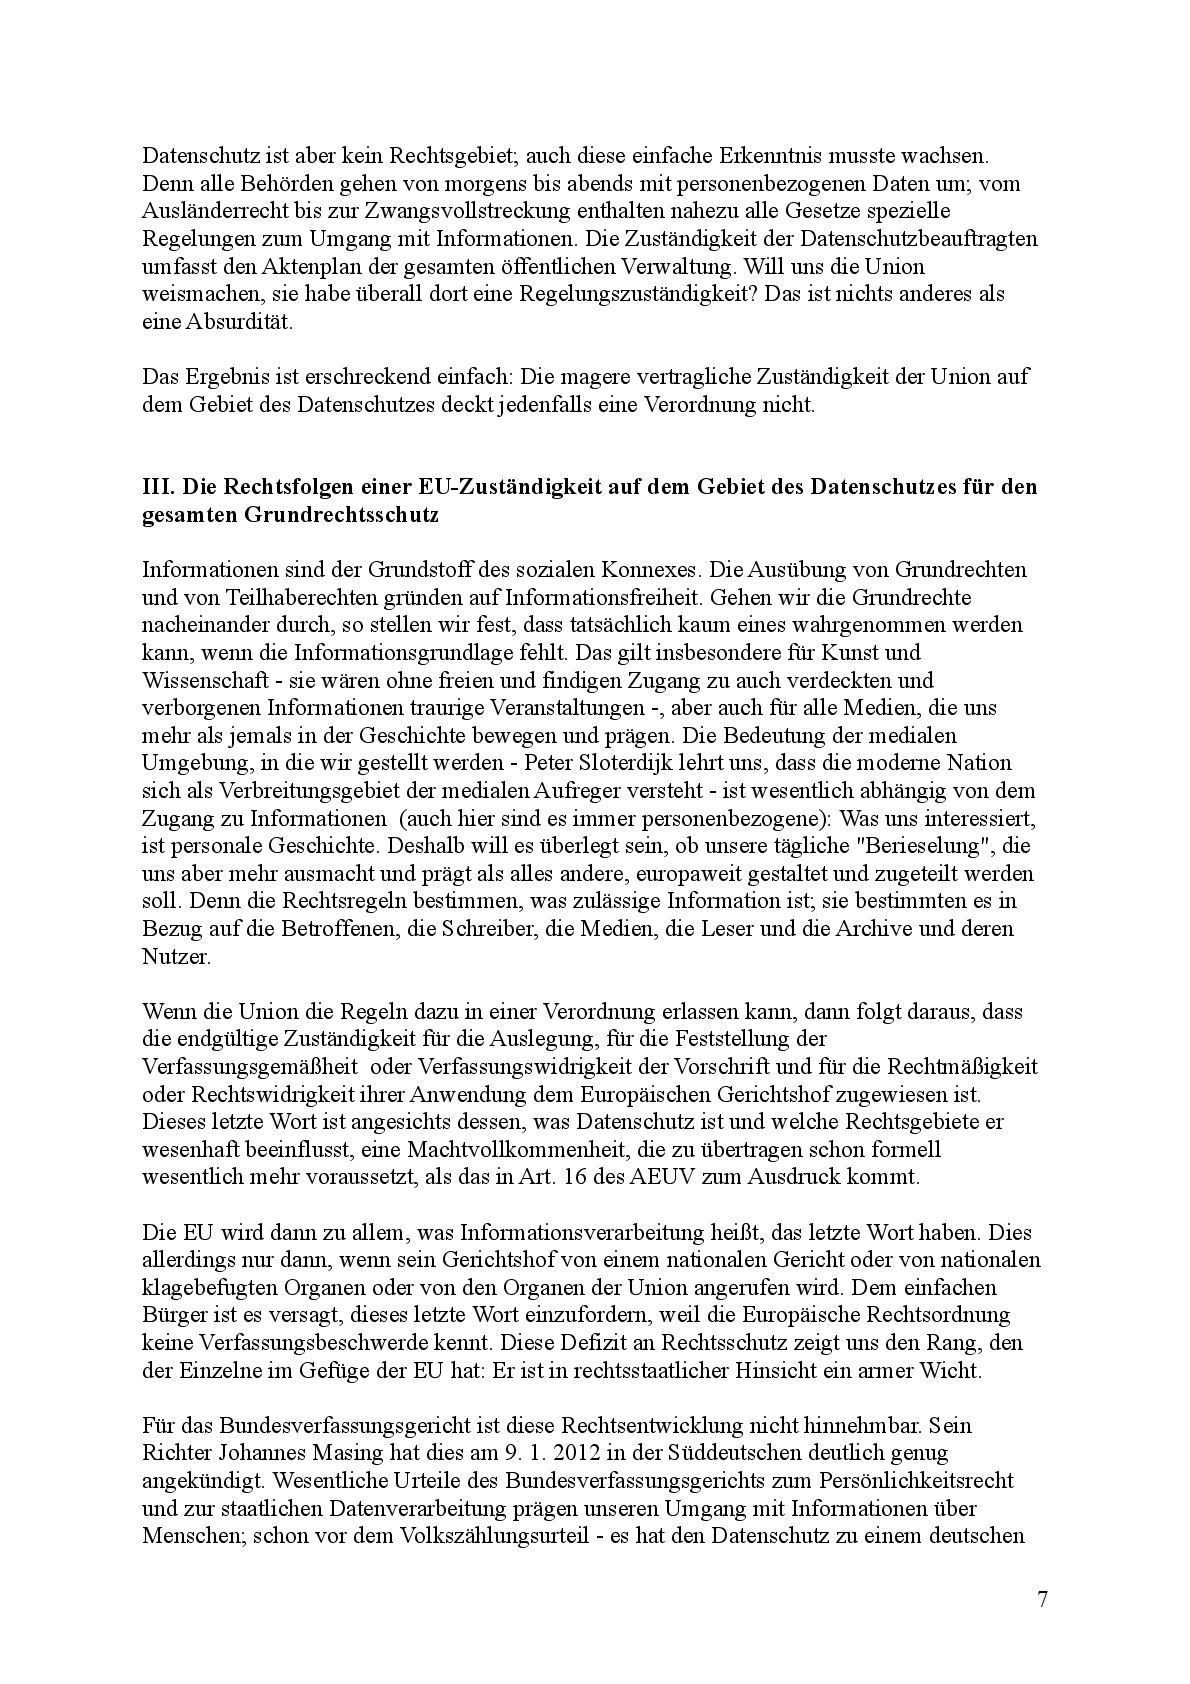 Datenschutz ist aber kein Rechtsgebiet; auch diese einfache Erkenntnis musste wachsen.
Denn alle Behörden gehen von morgens bis abends mit personenbezogenen Daten um; vom
Ausländerrecht bis zur Zwangsvollstreckung enthalten nahezu alle Gesetze spezielle
Regelungen zum Umgang mit Informationen. Die Zuständigkeit der Datenschutzbeauftragten
umfasst den Aktenplan der gesamten öffentlichen Verwaltung. Will uns die Union
weismachen, sie habe überall dort eine Regelungszuständigkeit? Das ist nichts anderes als
eine Absurdität.
Das Ergebnis ist erschreckend einfach: Die magere vertragliche Zuständigkeit der Union auf
dem Gebiet des Datenschutzes deckt jedenfalls eine Verordnung nicht.
III. Die Rechtsfolgen einer EU-Zuständigkeit auf dem Gebiet des Datenschutzes für den
gesamten Grundrechtsschutz
Informationen sind der Grundstoff des sozialen Konnexes. Die Ausübung von Grundrechten
und von Teilhaberechten gründen auf Informationsfreiheit. Gehen wir die Grundrechte
nacheinander durch, so stellen wir fest, dass tatsächlich kaum eines wahrgenommen werden
kann, wenn die Informationsgrundlage fehlt. Das gilt insbesondere für Kunst und
Wissenschaft - sie wären ohne freien und findigen Zugang zu auch verdeckten und
verborgenen Informationen traurige Veranstaltungen -, aber auch für alle Medien, die uns
mehr als jemals in der Geschichte bewegen und prägen. Die Bedeutung der medialen
Umgebung, in die wir gestellt werden - Peter Sloterdijk lehrt uns, dass die moderne Nation
sich als Verbreitungsgebiet der medialen Aufreger versteht - ist wesentlich abhängig von dem
Zugang zu Informationen  (auch hier sind es immer personenbezogene): Was uns interessiert,
ist personale Geschichte. Deshalb will es überlegt sein, ob unsere tägliche "Berieselung", die
uns aber mehr ausmacht und prägt als alles andere, europaweit gestaltet und zugeteilt werden
soll. Denn die Rechtsregeln bestimmen, was zulässige Information ist; sie bestimmten es in
Bezug auf die Betroffenen, die Schreiber, die Medien, die Leser und die Archive und deren
Nutzer.
Wenn die Union die Regeln dazu in einer Verordnung erlassen kann, dann folgt daraus, dass
die endgültige Zuständigkeit für die Auslegung, für die Feststellung der
Verfassungsgemäßheit  oder Verfassungswidrigkeit der Vorschrift und für die Rechtmäßigkeit
oder Rechtswidrigkeit ihrer Anwendung dem Europäischen Gerichtshof zugewiesen ist.
Dieses letzte Wort ist angesichts dessen, was Datenschutz ist und welche Rechtsgebiete er
wesenhaft beeinflusst, eine Machtvollkommenheit, die zu übertragen schon formell
wesentlich mehr voraussetzt, als das in Art. 16 des AEUV zum Ausdruck kommt.
Die EU wird dann zu allem, was Informationsverarbeitung heißt, das letzte Wort haben. Dies
allerdings nur dann, wenn sein Gerichtshof von einem nationalen Gericht oder von nationalen
klagebefugten Organen oder von den Organen der Union angerufen wird. Dem einfachen
Bürger ist es versagt, dieses letzte Wort einzufordern, weil die Europäische Rechtsordnung
keine Verfassungsbeschwerde kennt. Diese Defizit an Rechtsschutz zeigt uns den Rang, den
der Einzelne im Gefüge der EU hat: Er ist in rechtsstaatlicher Hinsicht ein armer Wicht.
Für das Bundesverfassungsgericht ist diese Rechtsentwicklung nicht hinnehmbar. Sein
Richter Johannes Masing hat dies am 9. 1. 2012 in der Süddeutschen deutlich genug
angekündigt. Wesentliche Urteile des Bundesverfassungsgerichts zum Persönlichkeitsrecht
und zur staatlichen Datenverarbeitung prägen unseren Umgang mit Informationen über
Menschen; schon vor dem Volkszählungsurteil - es hat den Datenschutz zu einem deutschen
7